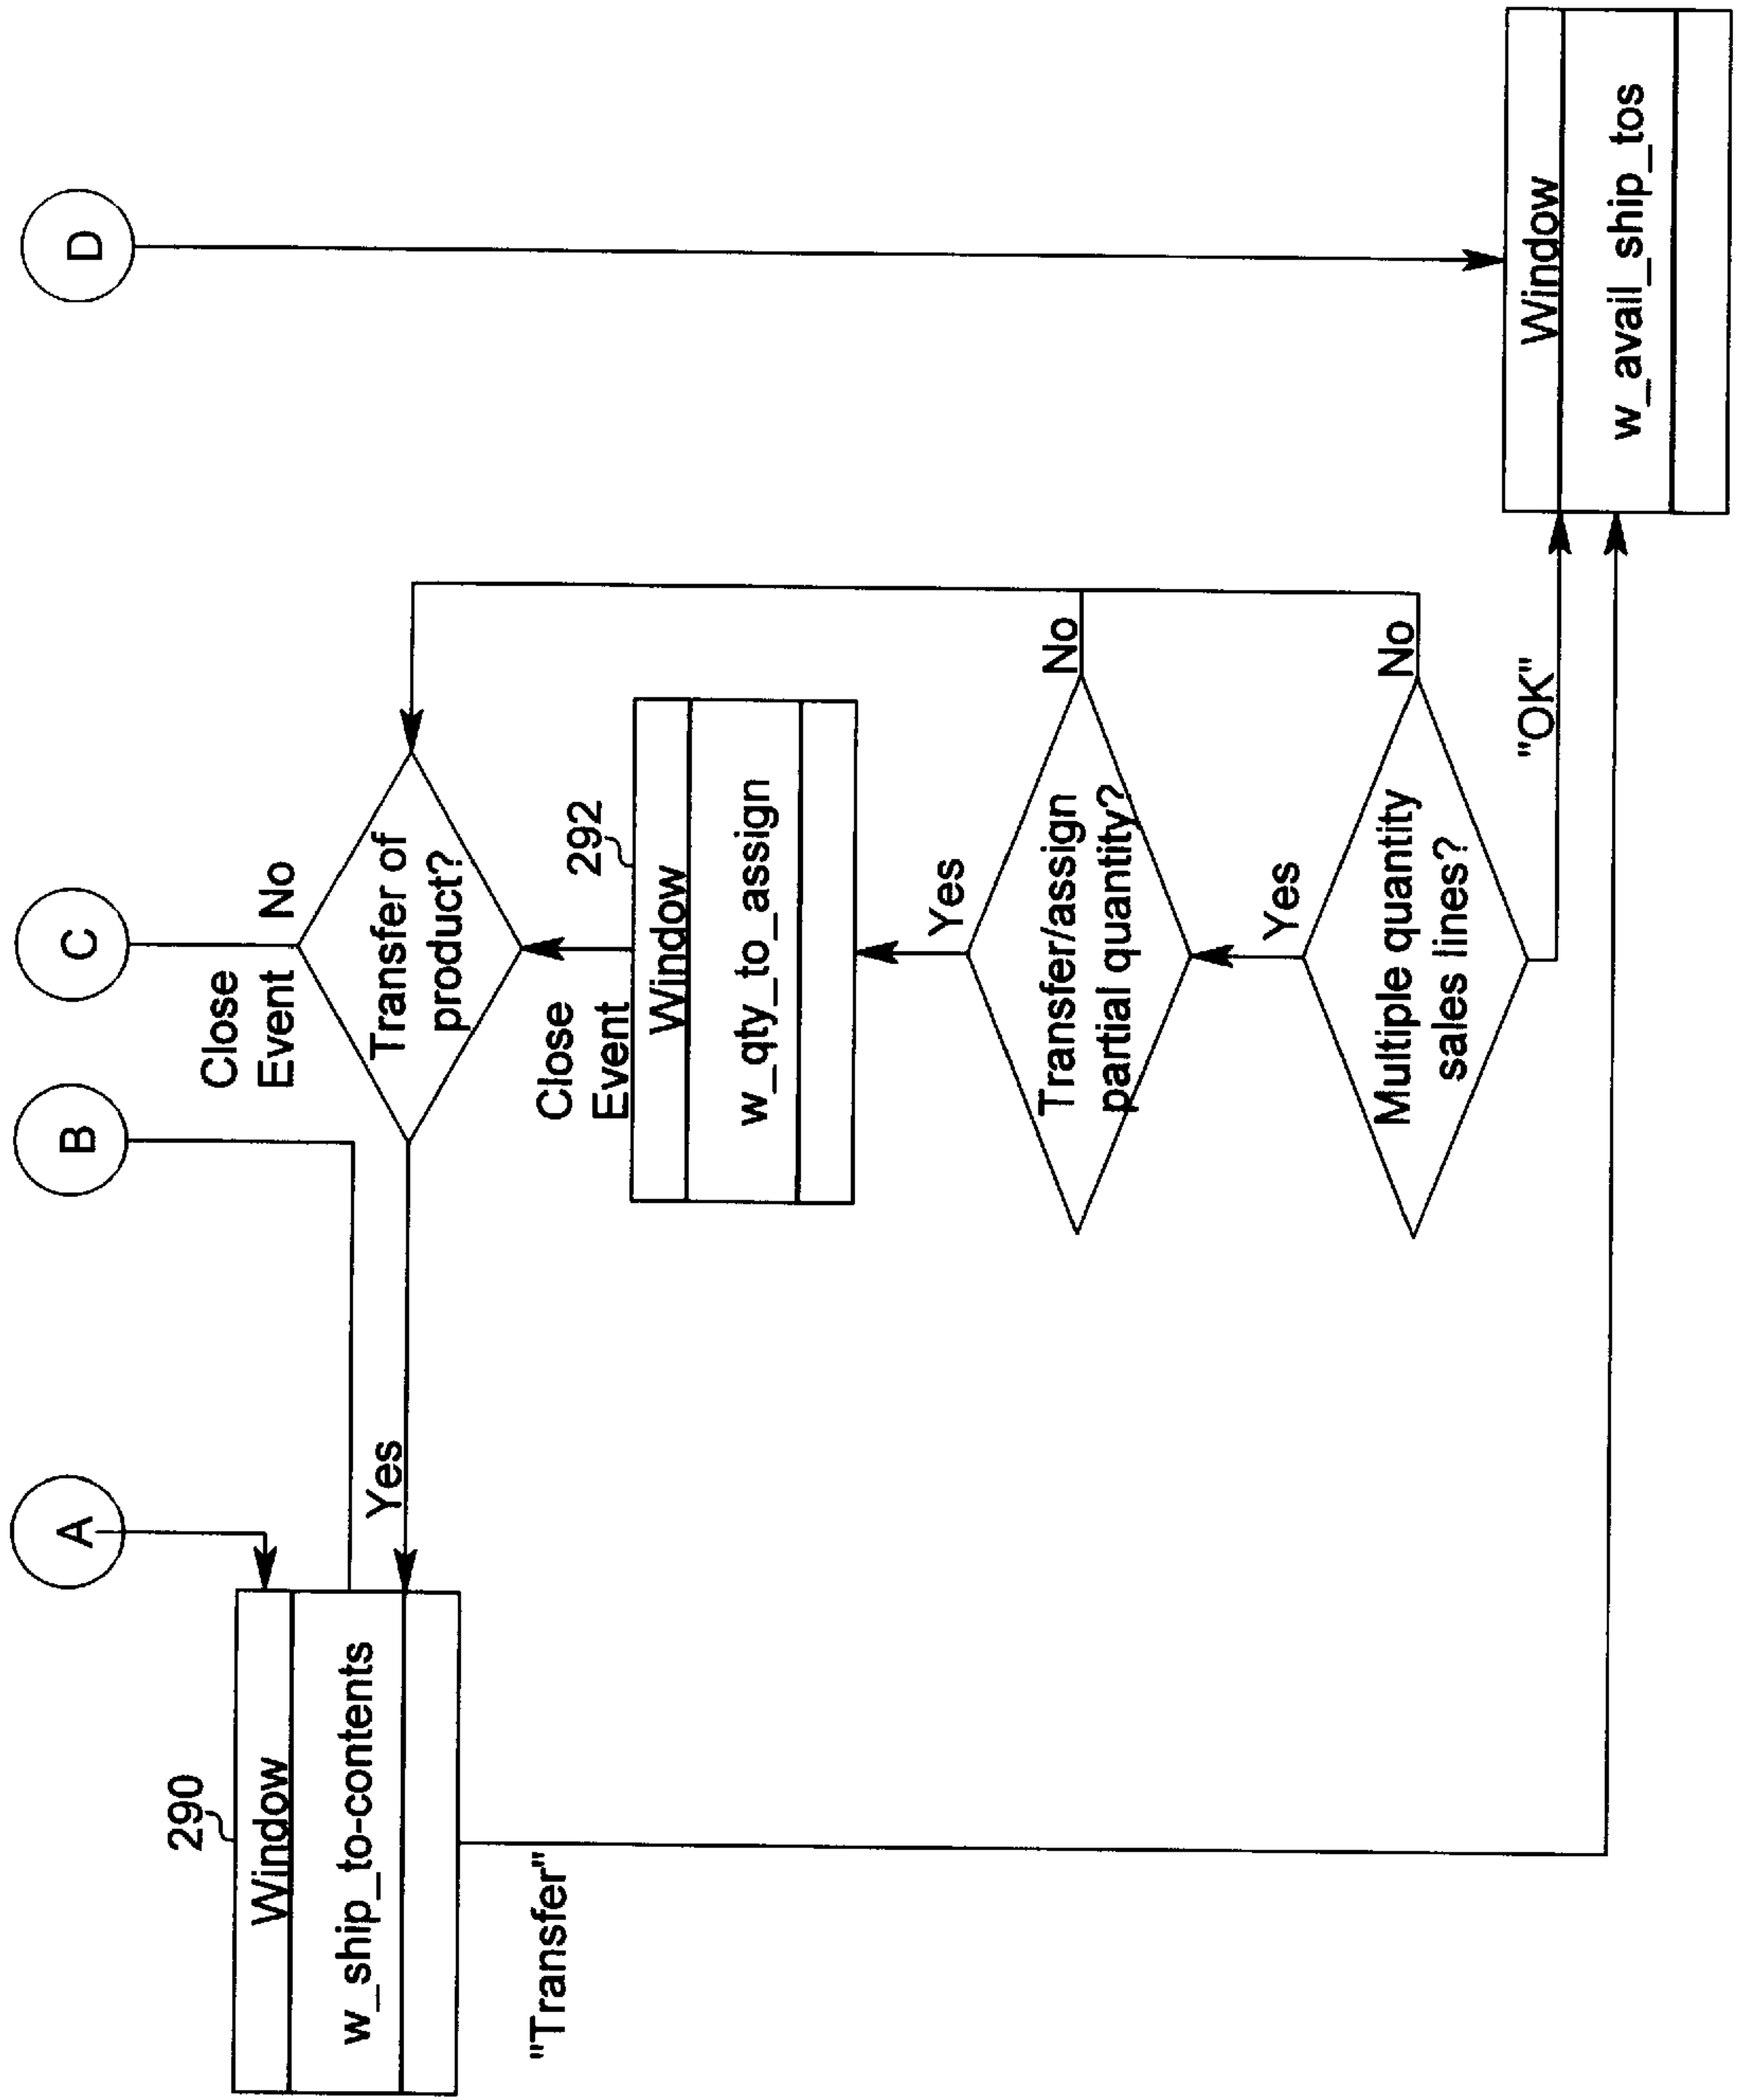 A
B
C
D
Close
Event
No
290
Window
w_ship_to-contents
Yes
Transfer of
product?
"Transfer"
Close
Event
292
Window
w_qty_to_assign
Yes
No
Transfer/assign
partial quantity?
Yes
No
Multiple quantity
sales lines?
"OK"
Window
w_avail_ship_tos